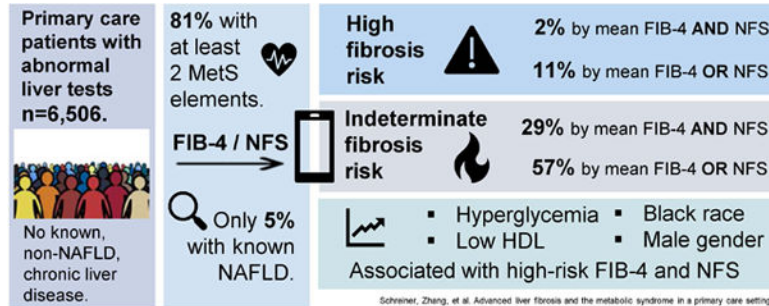 Primary care
patients with
abnormal
liver tests
n=6,506.
No known,
non-NAFLD,
chronic liver
disease.
81% with
at least
2 MetS
elements.
FIB-4 / NFS
Only 5%
with known
NAFLD.
High
fibrosis
risk
2% by mean FIB-4 AND NFS
11% by mean FIB-4 OR NFS
Indeterminate
fibrosis
risk
29% by mean FIB-4 AND NFS
57% by mean FIB-4 OR NFS
▪ Hyperglycemia
▪ Low HDL
▪ Black race
▪ Male gender
Associated with high-risk FIB-4 and NFS
Schreiner, Zhang, et al. Advanced liver fibrosis and the metabolic syndrome in a primary care setting